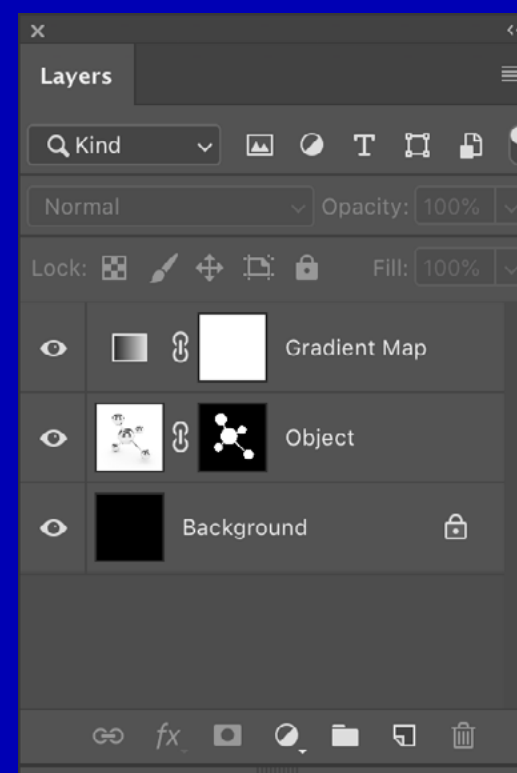 Layers
Kind
Normal Opacity: 100%
Lock: Fill: 100%
Gradient Map
Object
Background
fx